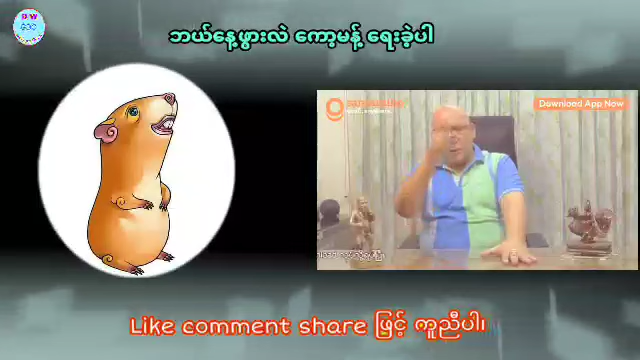 ဘယ်နေ့ဖွားလဲ ကော့မန့် ရေးခဲ့ပါ
Download App Now
Like comment share ဖြင့် ကူညီပါ၊